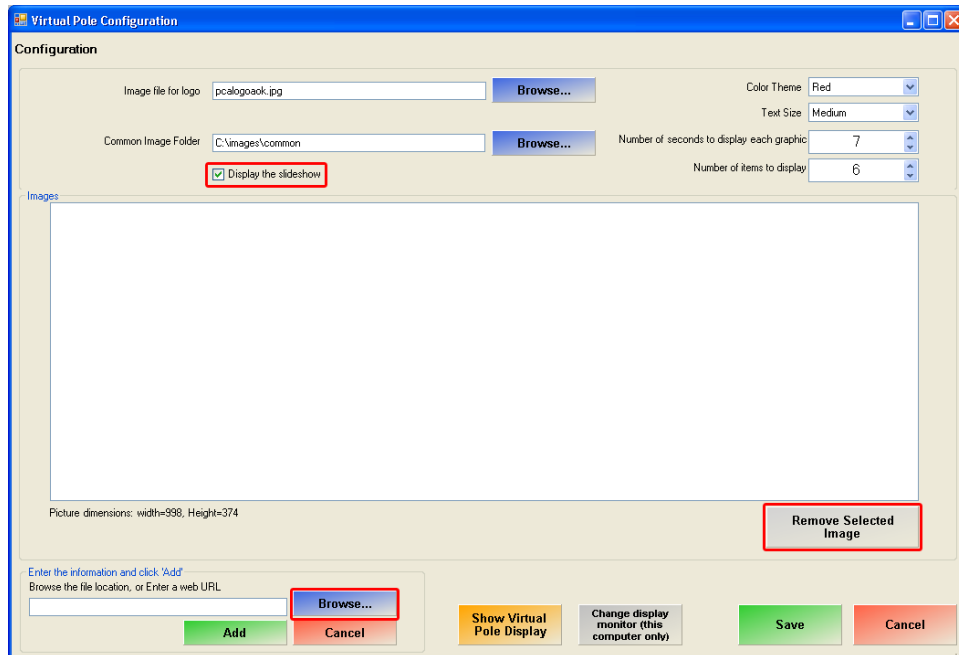 Virtual Pole Configuration
Configuration
Image file for logo pcalogoaok.jpg Browse... Color Theme Red
Text Size Medium
Common Image Folder C:\images\common Browse... Number of seconds to display each graphic 7
Display the slideshow Number of items to display 6
Images
Picture dimensions: width=998, Height=374
Remove Selected
Image
Enter the information and click 'Add'
Browse the file location, or Enter a web URL
Browse...
Add Cancel
Show Virtual
Pole Display
Change display
monitor (this
computer only)
Save Cancel